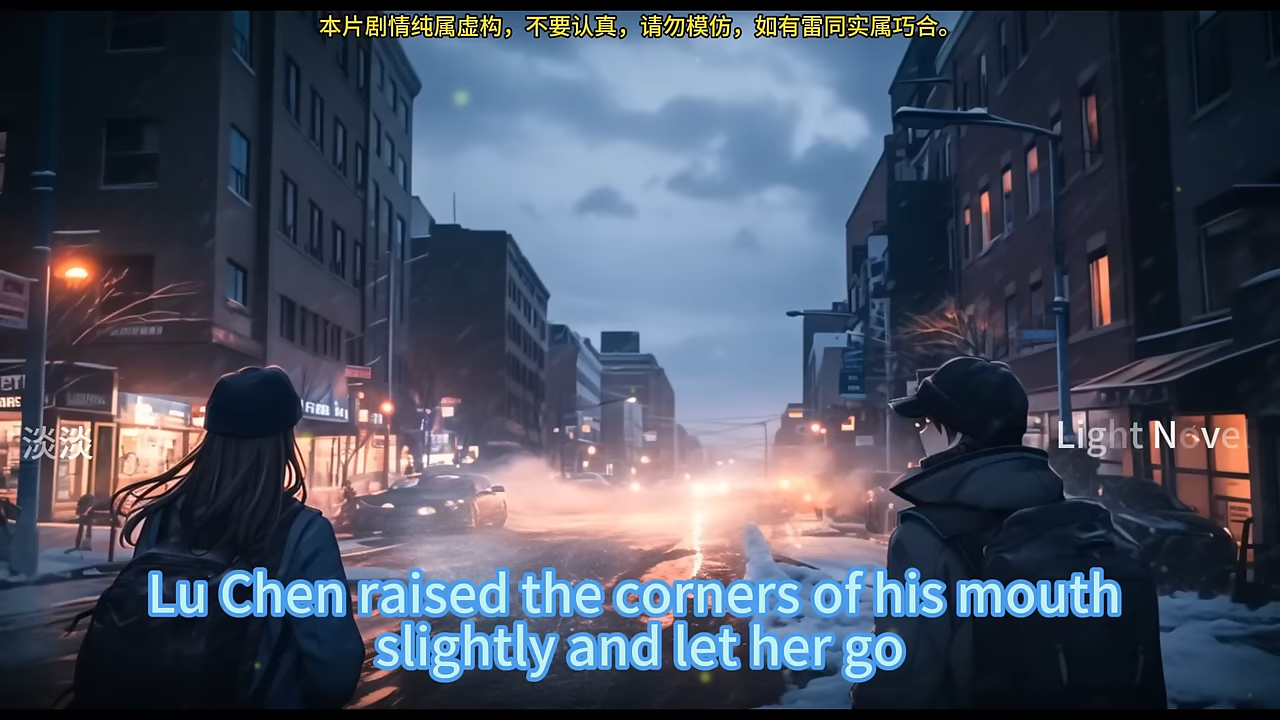 本片剧情纯属虚构，不要认真，请勿模仿，如有雷同实属巧合。
淡淡
Light Nove
Lu Chen raised the corners of his mouth
slightly and let her go